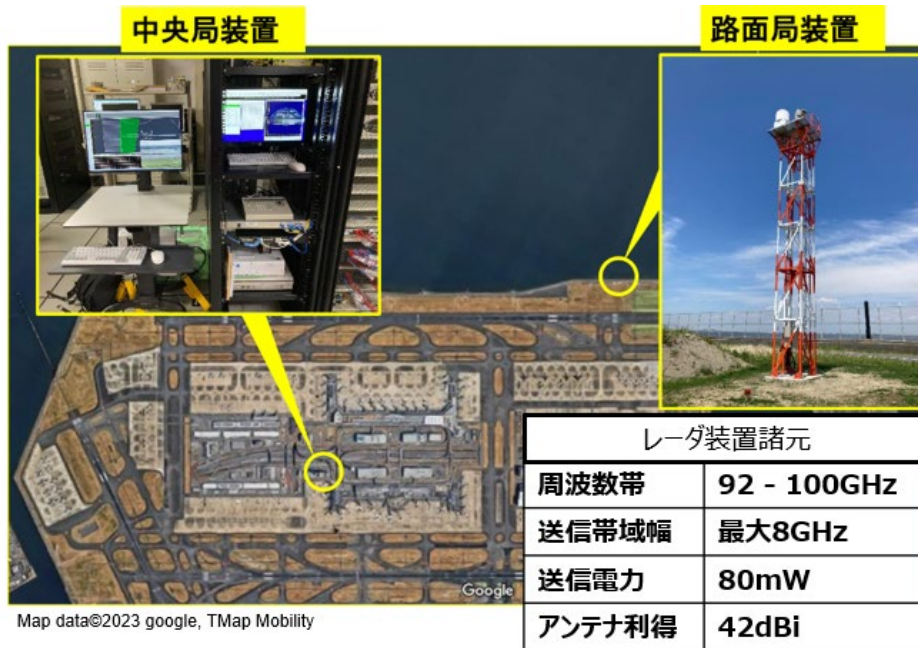 中央局装置
路面局装置
レーダ装置諸元
周波数帯 92 - 100GHz
送信帯域幅 最大8GHz
送信電力 80mW
アンテナ利得 42dBi
Google
Map data©2023 google, TMap Mobility